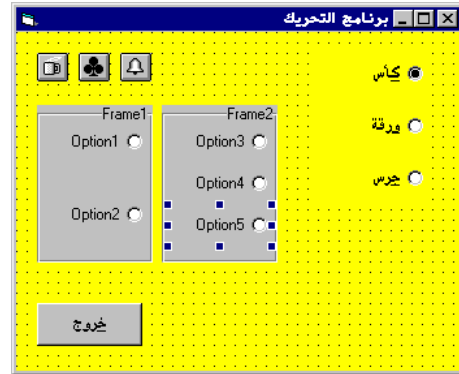 برنامج التحريك
كأس
ورقة
جرس
Frame1
Option1
Option2
Frame2
Option3
Option4
Option5
خروج